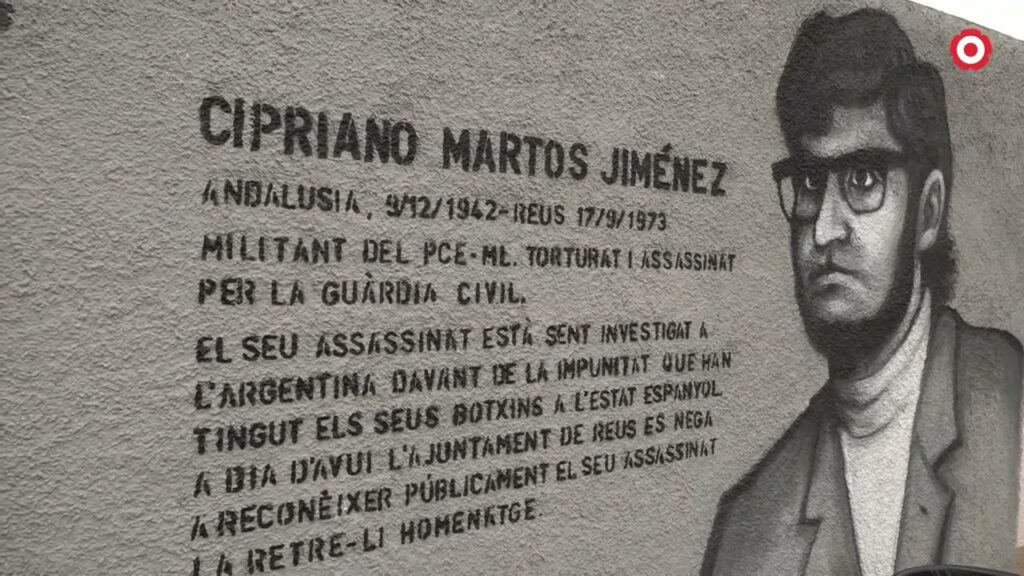 CIPRIANO MARTOS JIMÉNEZ
ANDALUSIA, 9/12/1942-REUS 17/9/1973
MILITANT DEL PCE-ML. TORTURAT I ASSASSINAT
PER LA GUÀRDIA CIVIL.
EL SEU ASSASSINAT ESTÀ SENT INVESTIGAT A
L'ARGENTINA DAVANT DE LA IMPUNITAT QUE HAN
TINGUT ELS SEUS BOTXINS A L'ESTAT ESPANYOL
A DIA D'AVUI L'AJUNTAMENT DE REUS ES NEGA
A RECONÈIXER PÚBLICAMENT EL SEU ASSASSINAT
I A RETRE-LI HOMENATGE.